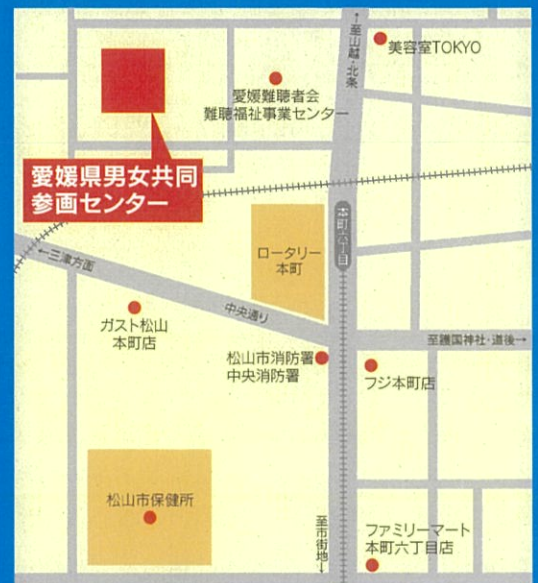 ↑至山越・北条
美容室TOKYO
愛媛難聴者会
難聴福祉事業センター
愛媛県男女共同
参画センター
本町六丁目
ロータリー
本町
←三津方面
中央通り
ガスト松山
本町店
至護国神社・道後→
松山市消防署
中央消防署
フジ本町店
松山市保健所
至市街地↓
ファミリーマート
本町六丁目店